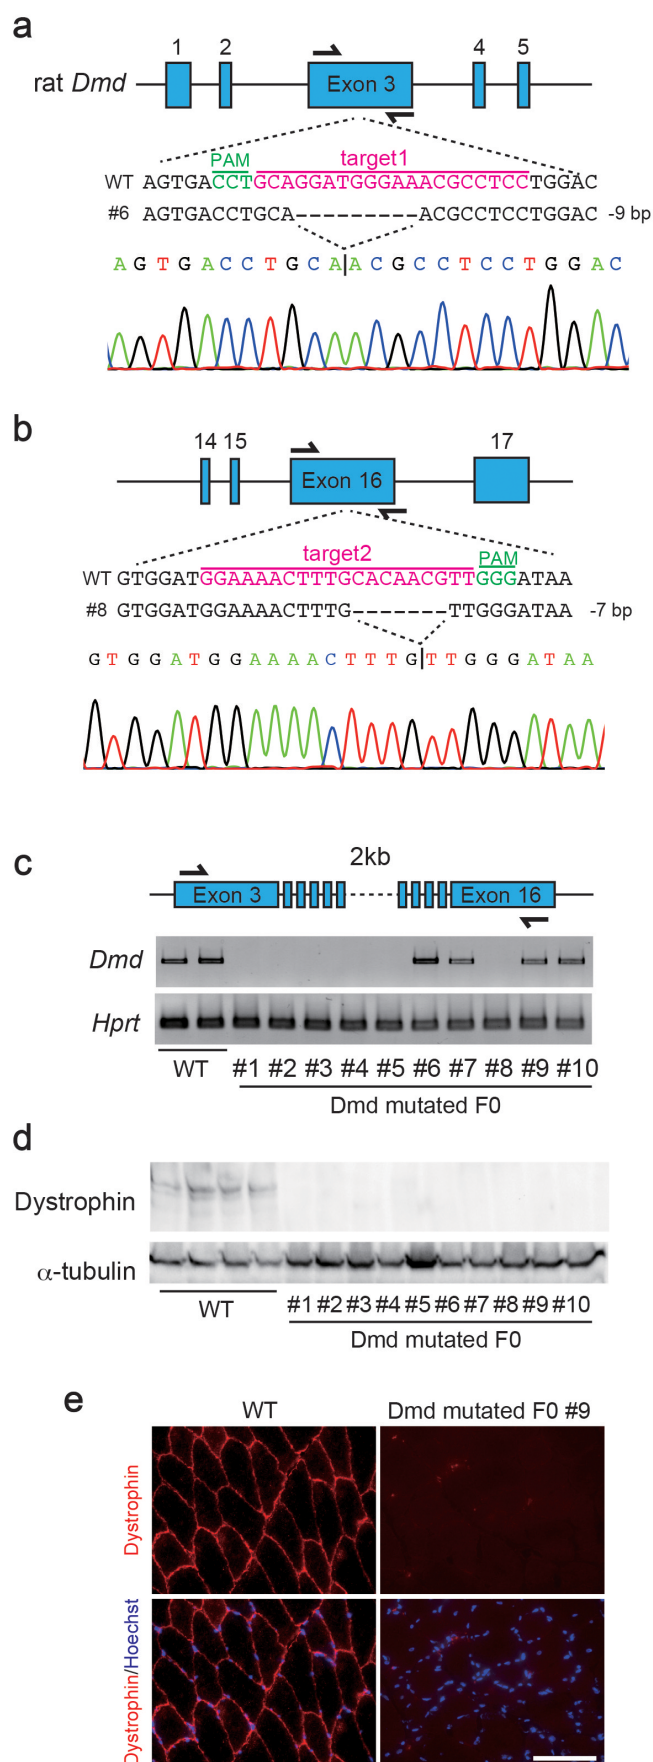 a
1 2 4 5
rat Dmd Exon 3
PAM target1
WT AGTGACCTGCAGGATGGGAAACGCCTCCTGGAC
#6 AGTGACCTGCA---------ACGCCTCCTGGAC -9 bp
A G T G A C C T G C A|A C G C C T C C T G G A C
b
14 15 17
Exon 16
target2 PAM
WT GTGGATGGAAAACTTTGCACAACGTTGGGATAA
#8 GTGGATGGAAAACTTTG-------TTGGGATAA -7 bp
G T G G A T G G A A A A C T T T G|T T G G G A T A A
c
2kb
Exon 3 Exon 16
Dmd
Hprt
WT #1 #2 #3 #4 #5 #6 #7 #8 #9 #10
Dmd mutated F0
d
Dystrophin
α-tubulin
WT #1 #2 #3 #4 #5 #6 #7 #8 #9 #10
Dmd mutated F0
e
WT Dmd mutated F0 #9
Dystrophin
Dystrophin/Hoechst